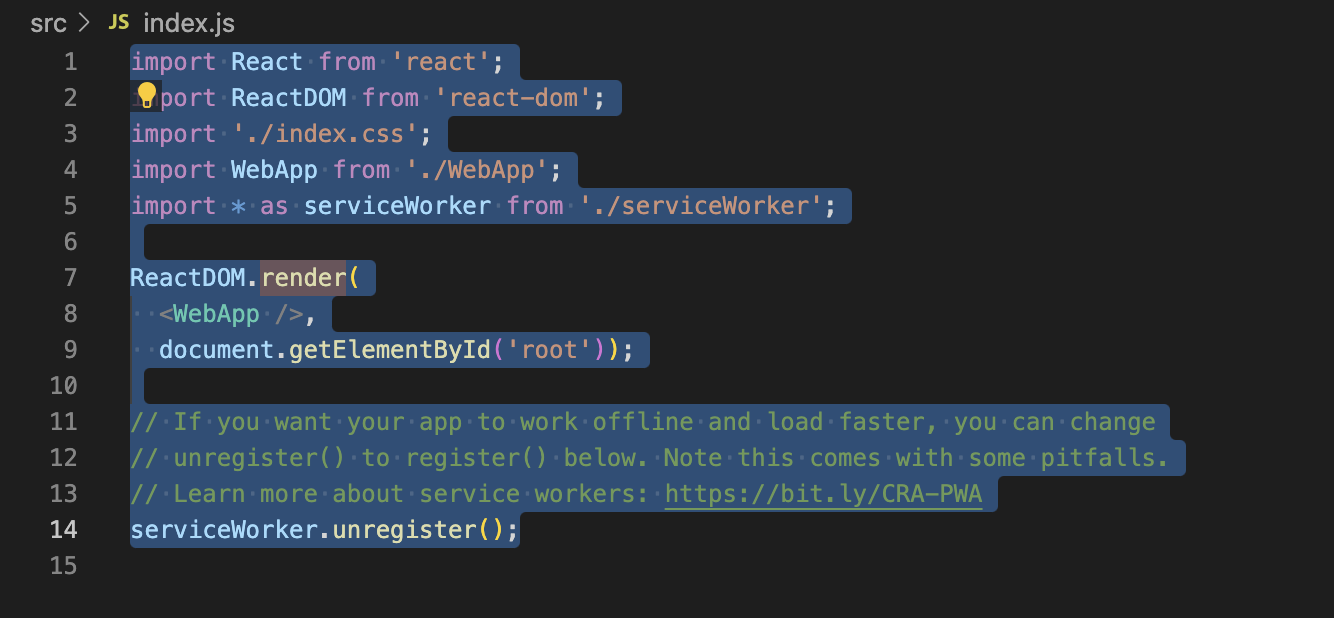 src > JS index.js
1 import React from 'react';
2 import ReactDOM from 'react-dom';
3 import './index.css';
4 import WebApp from './WebApp';
5 import * as serviceWorker from './serviceWorker';
6
7 ReactDOM.render(
8   <WebApp />,
9   document.getElementById('root'));
10
11 // If you want your app to work offline and load faster, you can change
12 // unregister() to register() below. Note this comes with some pitfalls.
13 // Learn more about service workers: https://bit.ly/CRA-PWA
14 serviceWorker.unregister();
15